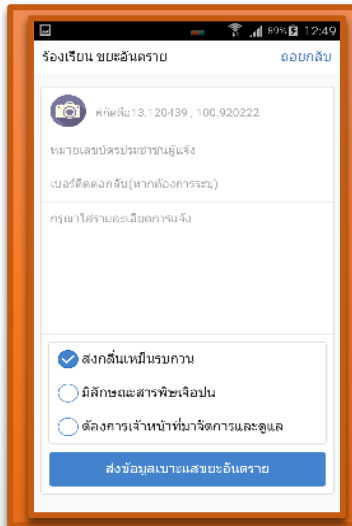 89% 12:49
ร้องเรียน ขยะอันตราย ถอยกลับ
พิกัดคือ13.120439, 100.920222
หมายเลขบัตรประชาชนผู้แจ้ง
เบอร์ติดต่อกลับ(หากต้องการระบุ)
กรุณาใส่รายละเอียดการแจ้ง
ส่งกลิ่นเหม็นรบกวน
มีลักษณะสารพิษเจือปน
ต้องการเจ้าหน้าที่มาจัดการและดูแล
ส่งข้อมูลเบาะแสขยะอันตราย